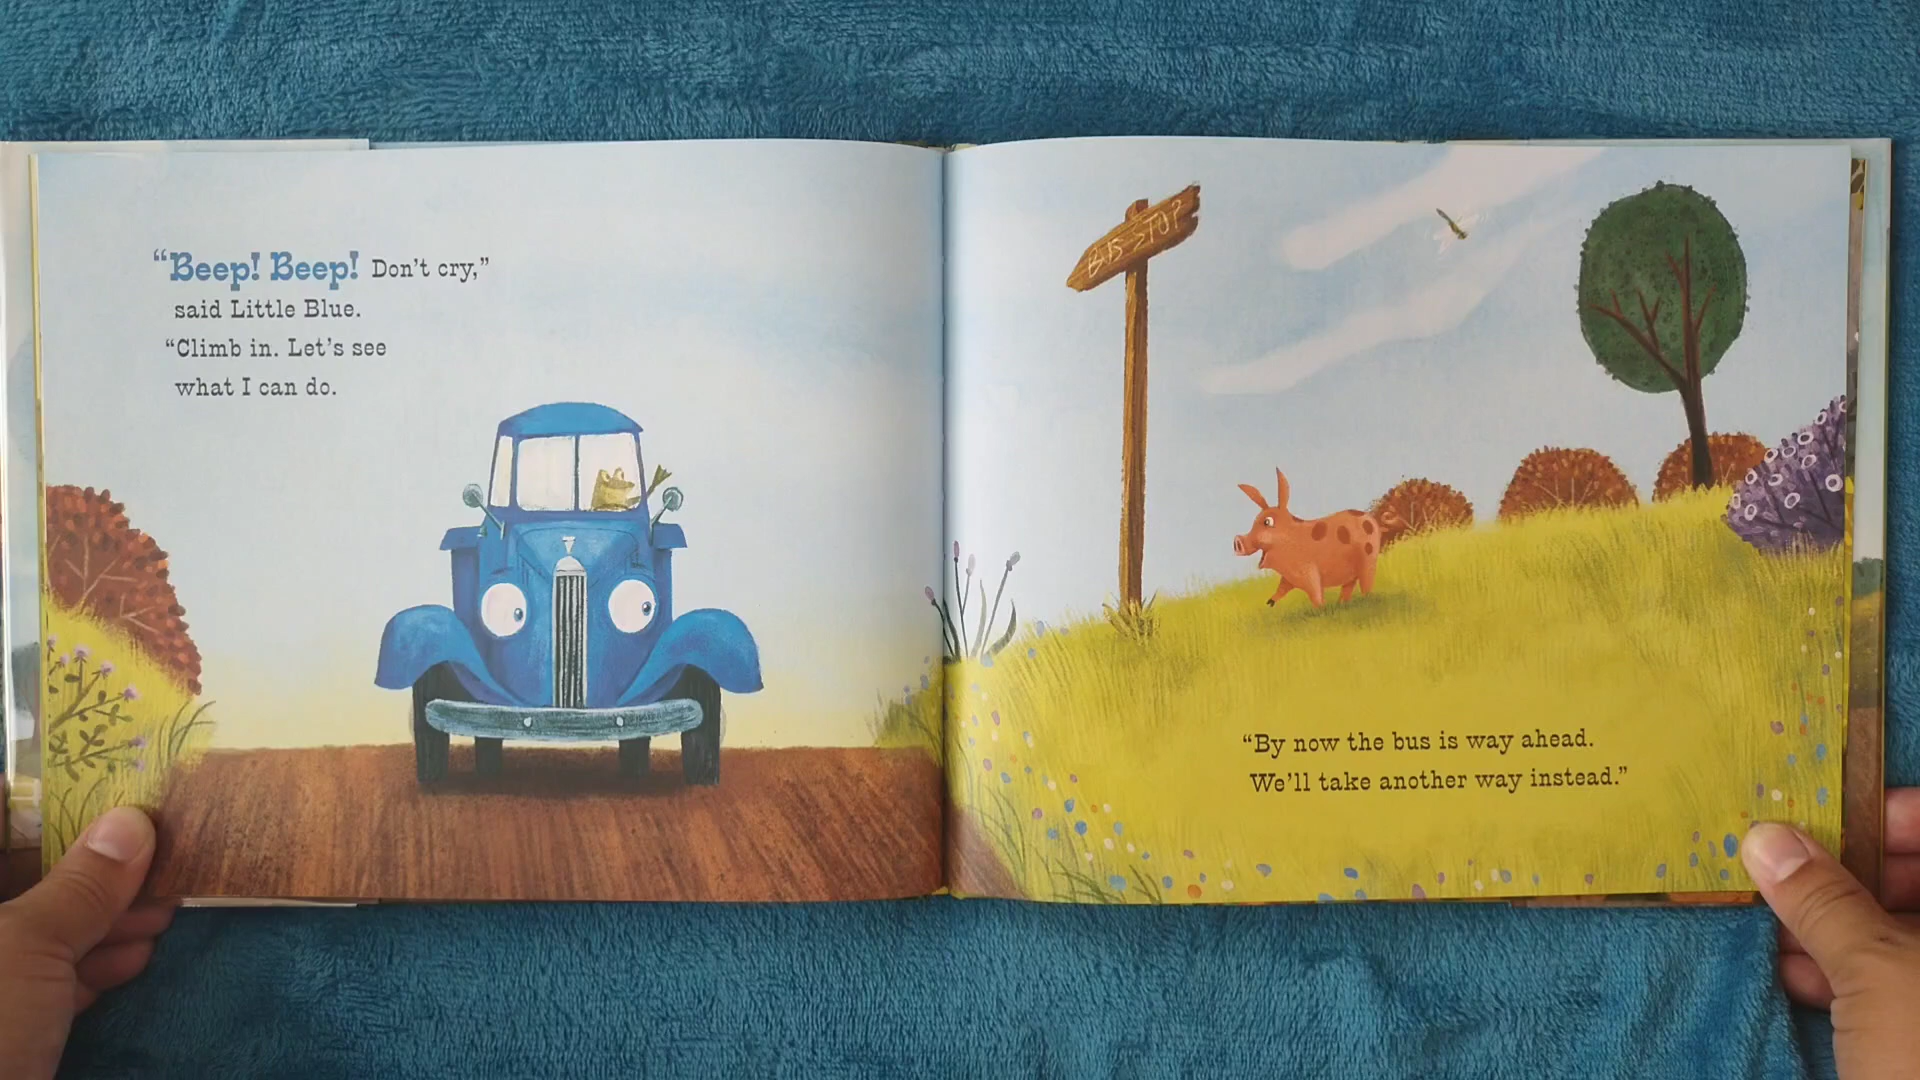 “Beep! Beep! Don’t cry,”
said Little Blue.
“Climb in. Let’s see
what I can do.
BUS STOP
“By now the bus is way ahead.
We’ll take another way instead.”